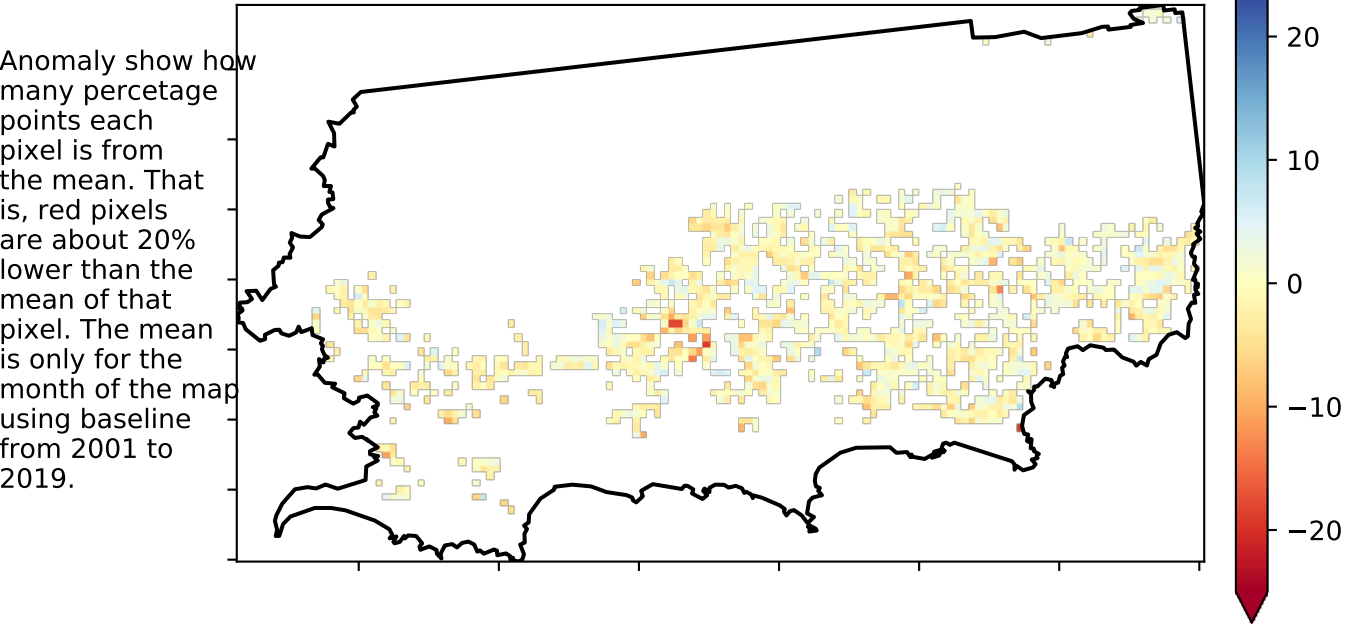 Anomaly show how
many percetage
points each
pixel is from
the mean. That
is, red pixels
are about 20%
lower than the
mean of that
pixel. The mean
is only for the
month of the map
using baseline
from 2001 to
2019.
20
10
0
−10
−20